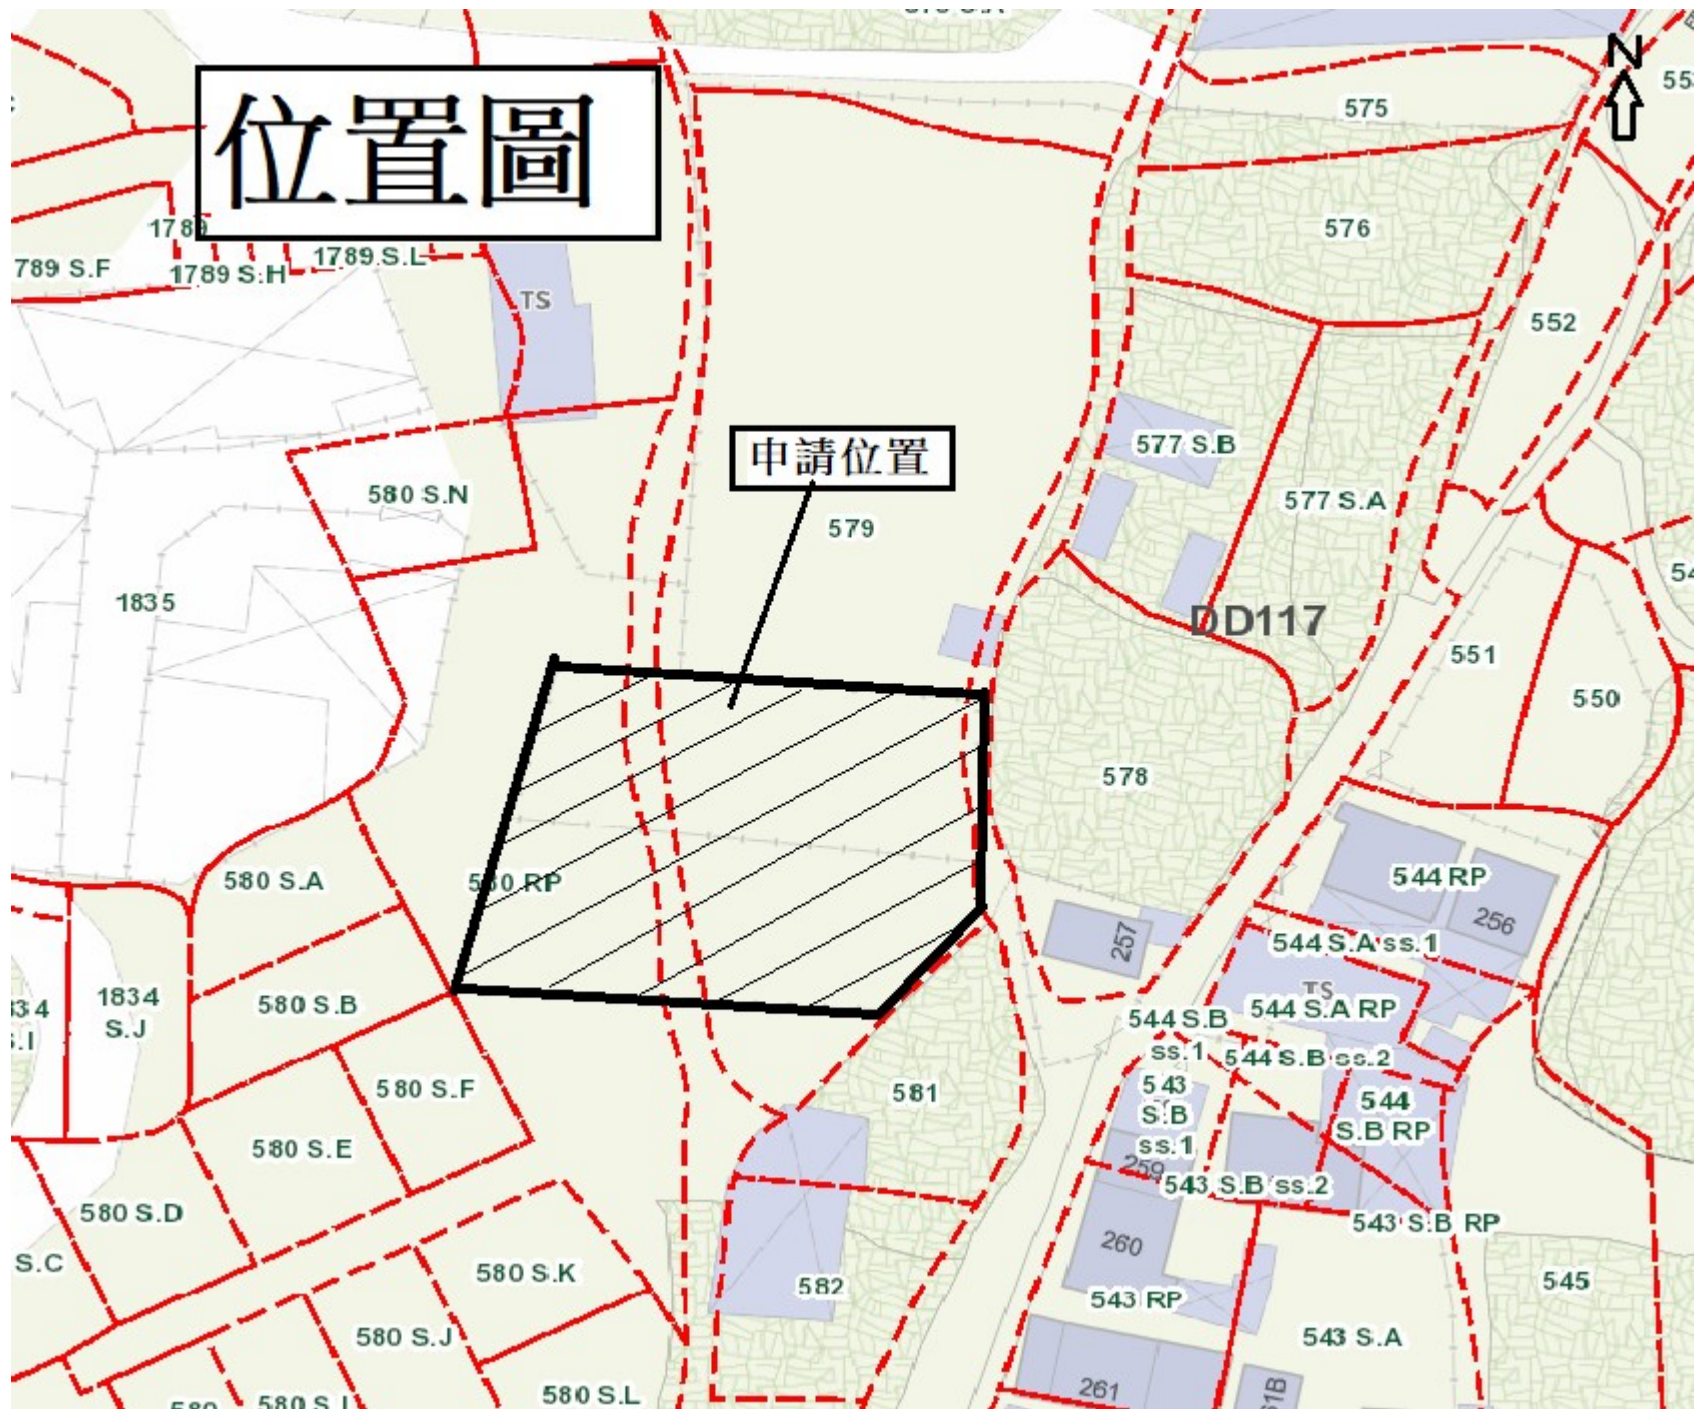 N
位置圖
575
1789
576
789 S.F
1789 S.H
1789 S.L
TS
552
577 S.B
申請位置
580 S.N
577 S.A
579
1835
DD117
551
550
578
544 RP
580 S.A
580 RP
256
257
544 S.A ss.1
1834
S.J
580 S.B
TS
544 S.A RP
544 S.B
ss.1
544 S.B ss.2
580 S.F
581
543
S.B
ss.1
544
S.B RP
580 S.E
259
543 S.B ss.2
580 S.D
543 S.B RP
260
S.C
580 S.K
582
545
543 RP
580 S.J
543 S.A
261
580 S.L